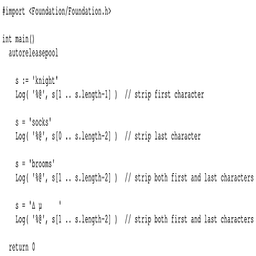 #import <Foundation/Foundation.h>
int main()
autoreleasepool
s := 'knight'
Log( '%@', s[1 .. s.length-1] ) // strip first character
s = 'socks'
Log( '%@', s[0 .. s.length-2] ) // strip last character
s = 'brooms'
Log( '%@', s[1 .. s.length-2] ) // strip both first and last characters
s = 'Δ μ '
Log( '%@', s[1 .. s.length-2] ) // strip both first and last characters
return 0